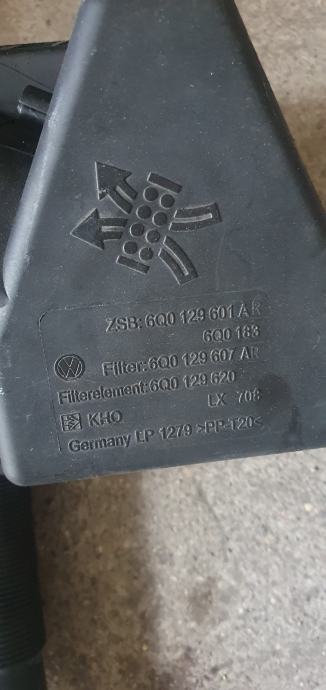 ZSB: 6Q0 129 601 AR
6Q0 183
Filter: 6Q0 129 607 AR
Filterelement: 6Q0 129 620
LX 708
KHO
Germany LP 1279 >PP-T20<